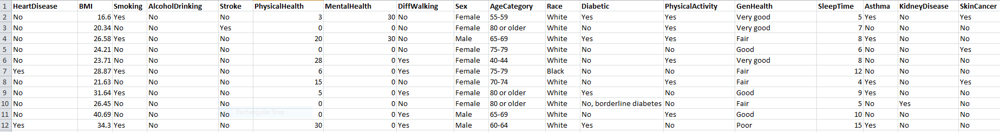 1 HeartDisease BMI Smoking AlcoholDrinking Stroke PhysicalHealth MentalHealth DiffWalking Sex AgeCategory Race Diabetic PhysicalActivity GenHealth SleepTime Asthma KidneyDisease SkinCancer
2 No 16.6 Yes No No 3 30 No Female 55-59 White Yes Yes Very good 5 Yes No Yes
3 No 20.34 No No Yes 0 0 No Female 80 or older White No Yes Very good 7 No No No
4 No 26.58 Yes No No 20 30 No Male 65-69 White Yes Yes Fair 8 Yes No No
5 No 24.21 No No No 0 0 No Female 75-79 White No No Good 6 No No Yes
6 No 23.71 No No No 28 0 Yes Female 40-44 White No Yes Very good 8 No No No
7 Yes 28.87 Yes No No 6 0 Yes Female 75-79 Black No No Fair 12 No No No
8 No 21.63 No No No 15 0 No Female 70-74 White No Yes Fair 4 Yes No Yes
9 No 31.64 Yes No No 5 0 Yes Female 80 or older White Yes No Good 9 Yes No No
10 No 26.45 No No No 0 0 No Female 80 or older White No, borderline diabetes No Fair 5 No Yes No
Rectangular Snip
11 No 40.69 No No No 0 0 Yes Male 65-69 White No Yes Good 10 No No No
12 Yes 34.3 Yes No No 30 0 Yes Male 60-64 White Yes No Poor 15 Yes No No